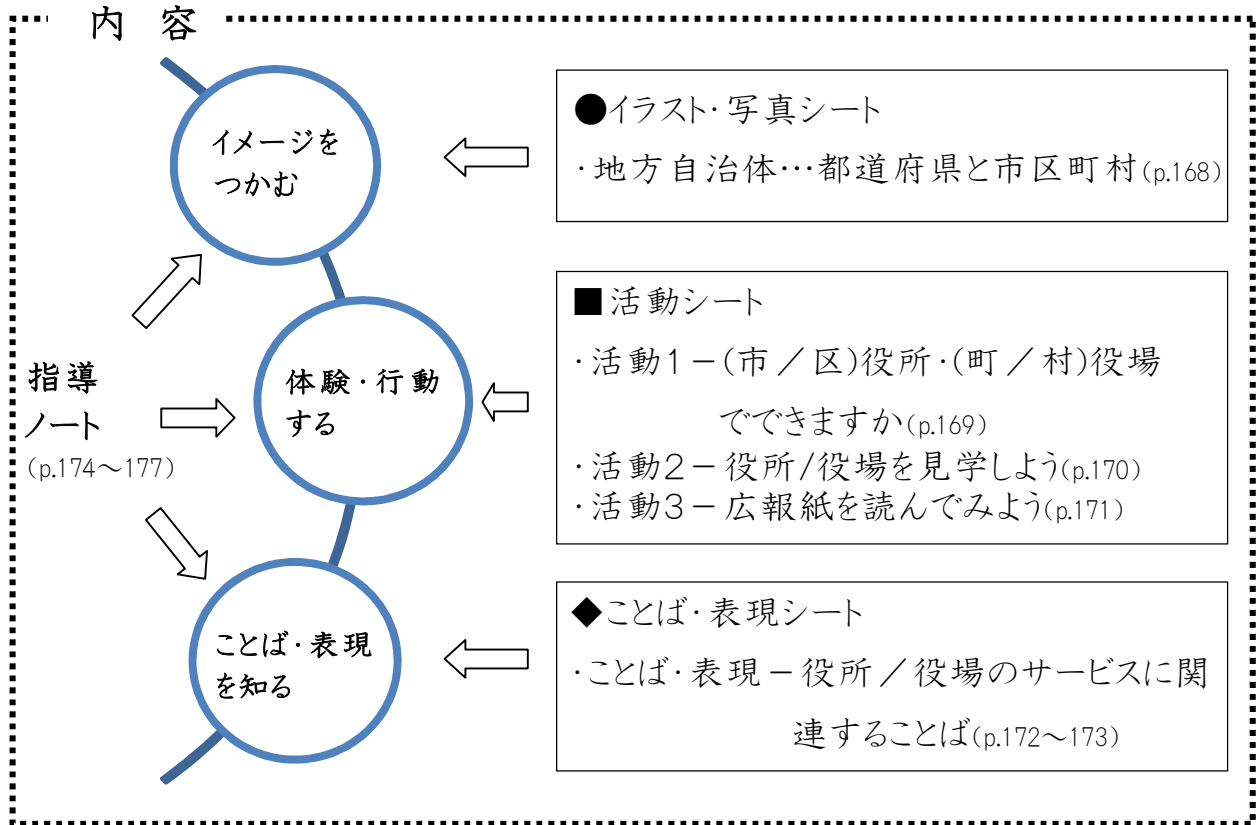 内 容
イメージを
つかむ
●イラスト・写真シート
・地方自治体…都道府県と市区町村(p.168)
指導
ノート
(p.174～177)
体験・行動
する
■活動シート
・活動1－(市／区)役所・(町／村)役場
でできますか(p.169)
・活動2－役所/役場を見学しよう(p.170)
・活動3－広報紙を読んでみよう(p.171)
ことば・表現
を知る
◆ことば・表現シート
・ことば・表現－役所／役場のサービスに関
連することば(p.172～173)